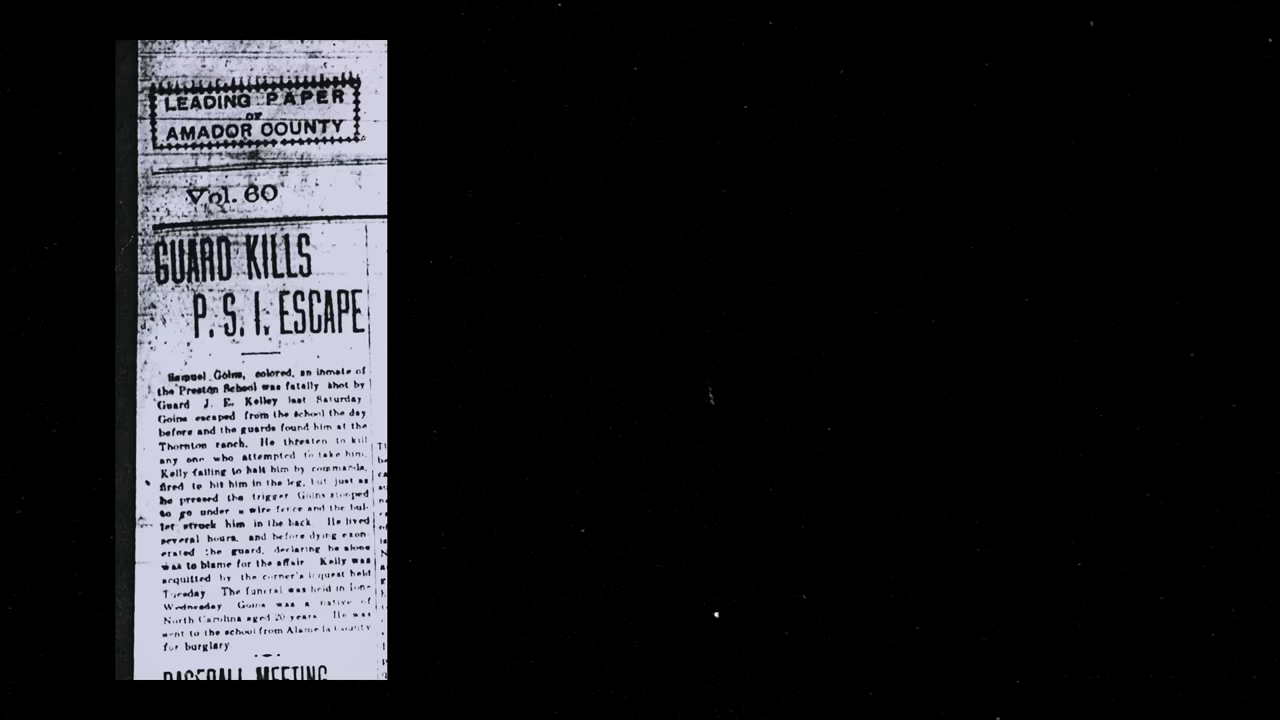 LEADING PAPER
OF
AMADOR COUNTY
Vol. 60
GUARD KILLS
P. S. I. ESCAPE
Samuel Goins, colored, an inmate of
the Preston School was fatally shot by
Guard J. E. Kelley last Saturday
Goins escaped from the school the day
before and the guards found him at the
Thornton ranch. He threaten to kill
any one who attempted to take him.
Kelly failing to halt him by commands,
fired to hit him in the leg, but just as
he pressed the trigger Goins stooped
to go under a wire fence and the bul-
let struck him in the back. He lived
several hours, and before dying exon-
erated the guard, declaring he alone
was to blame for the affair Kelly was
acquitted by the corner's inquest held
Tuesday The funeral was held in Ione
Wednesday Goins was a native of
North Carolina aged 20 years He was
sent to the school from Alameda County
for burglary
BASEBALL MEETING